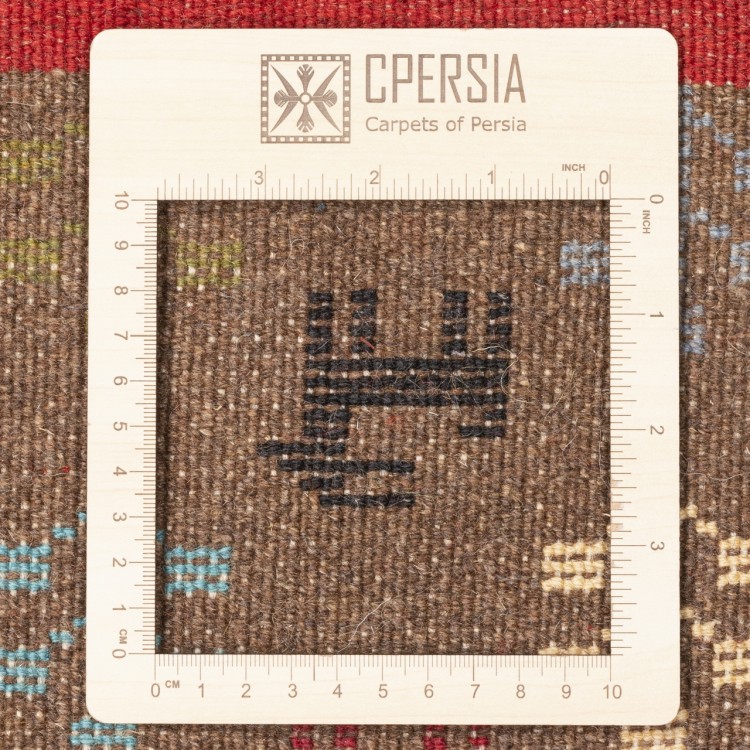 CPERSIA
Carpets of Persia
INCH
3 2 1 0
10 9 8 7 6 5 4 3 2 1 0
CM
0 1 2 3
INCH
0 CM 1 2 3 4 5 6 7 8 9 10